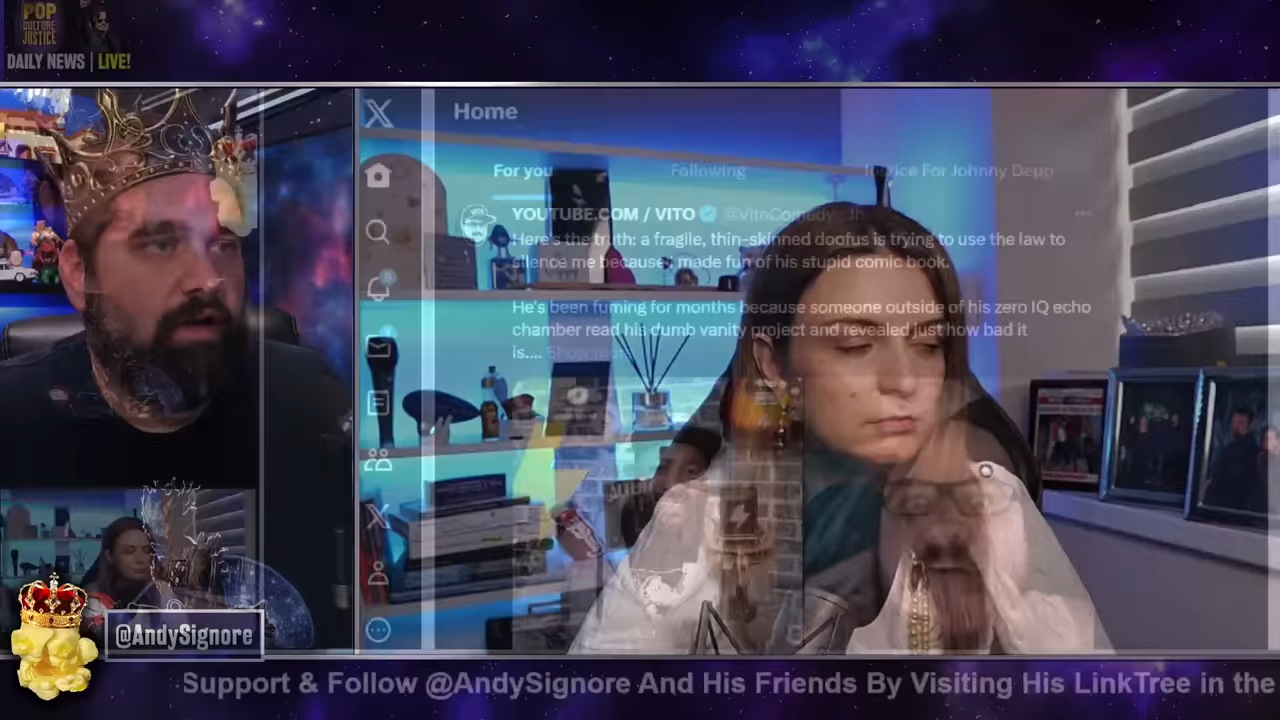 POP
CULTURE
JUSTICE
DAILY NEWS | LIVE!
Home
For you
Following
Justice For Johnny Depp
YOUTUBE.COM / VITO @VitoComedy 1h
Here's the truth: a fragile, thin-skinned doofus is trying to use the law to
silence me because I made fun of his stupid comic book.
He's been fuming for months because someone outside of his zero IQ echo
chamber read his dumb vanity project and revealed just how bad it
is.... Show more
@AndySignore
Support & Follow @AndySignore And His Friends By Visiting His LinkTree in the